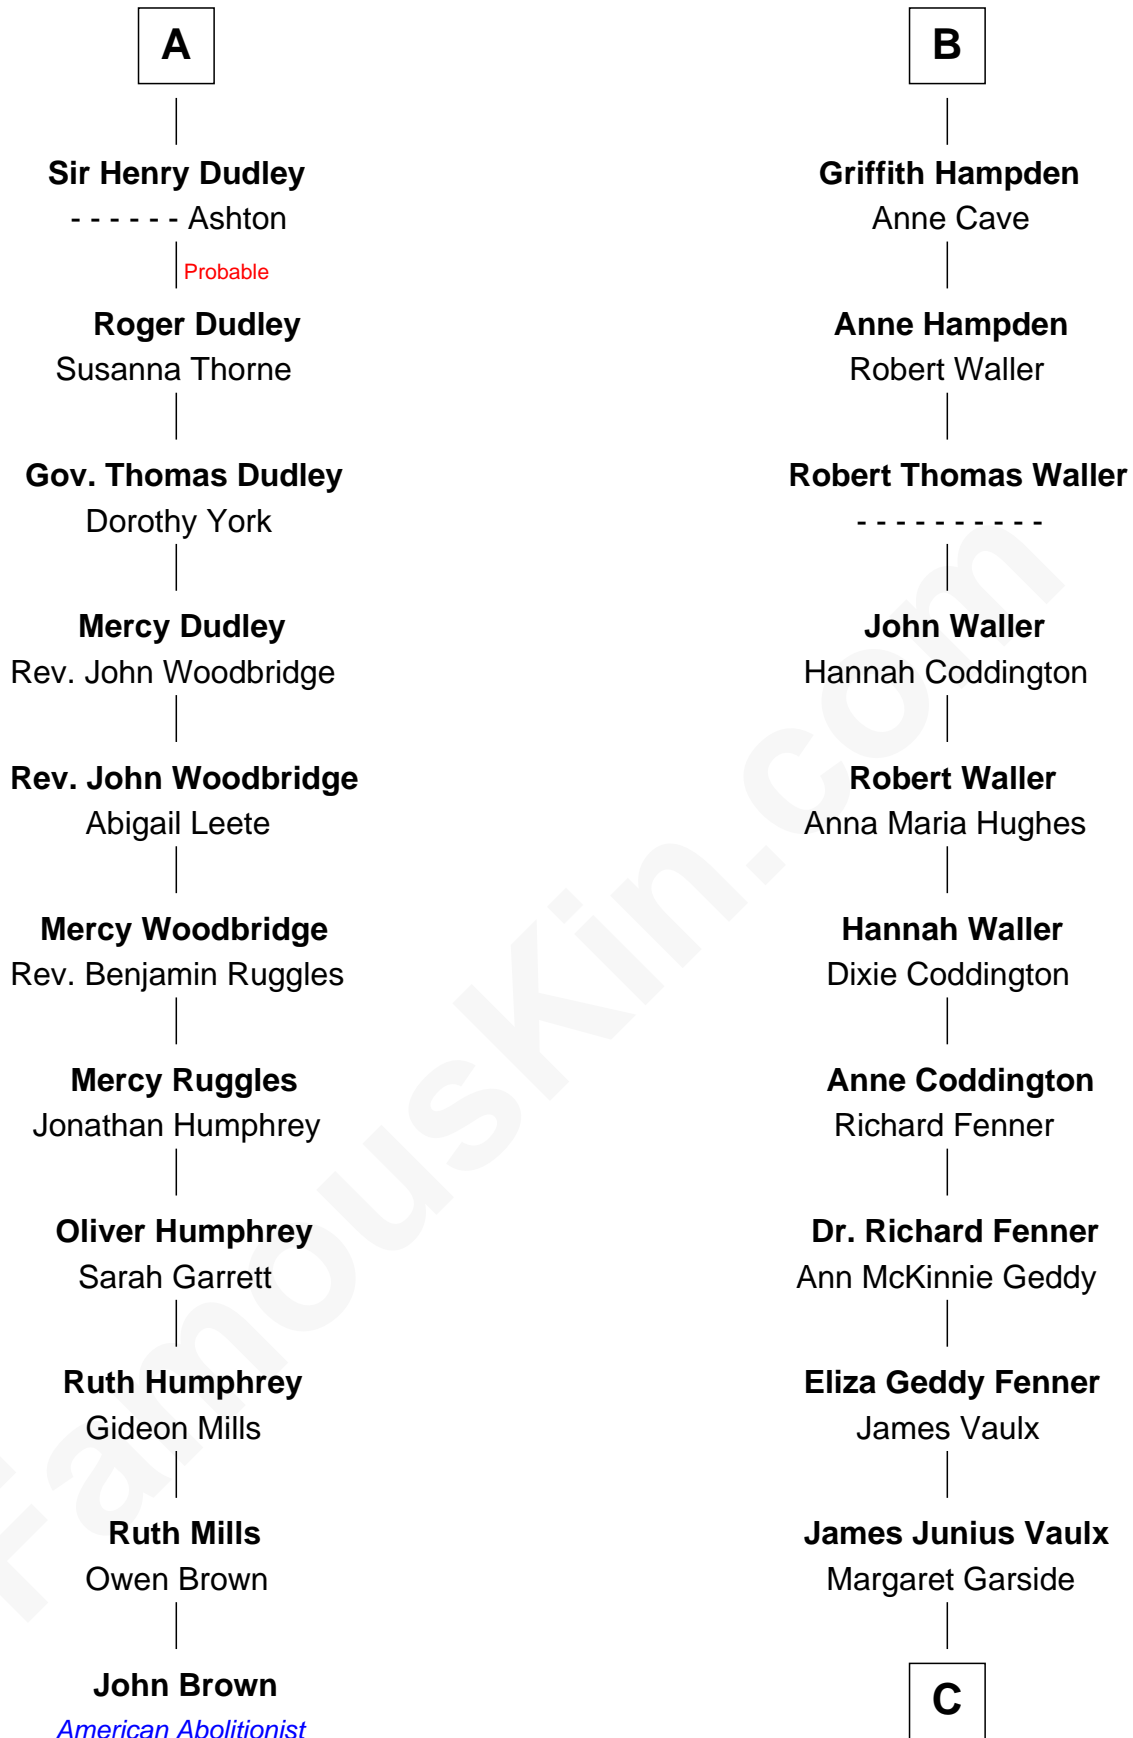 A
Sir Henry Dudley
- - - - - - Ashton
Probable
Roger Dudley
Susanna Thorne
Gov. Thomas Dudley
Dorothy York
Mercy Dudley
Rev. John Woodbridge
Rev. John Woodbridge
Abigail Leete
Mercy Woodbridge
Rev. Benjamin Ruggles
Mercy Ruggles
Jonathan Humphrey
Oliver Humphrey
Sarah Garrett
Ruth Humphrey
Gideon Mills
Ruth Mills
Owen Brown
John Brown
American Abolitionist
B
Griffith Hampden
Anne Cave
Anne Hampden
Robert Waller
Robert Thomas Waller
- - - - - - - - - -
John Waller
Hannah Coddington
Robert Waller
Anna Maria Hughes
Hannah Waller
Dixie Coddington
Anne Coddington
Richard Fenner
Dr. Richard Fenner
Ann McKinnie Geddy
Eliza Geddy Fenner
James Vaulx
James Junius Vaulx
Margaret Garside
C
FamousKin.com